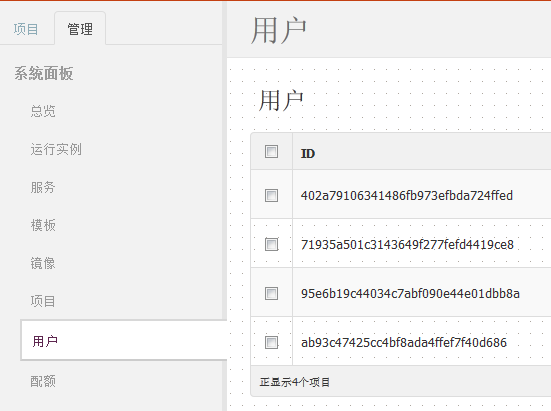 项目
管理
系統面板
总览
运行实例
服务
模板
镜像
项目
用户
配额
用户
用户
ID
402a79106341486fb973efbda724ffed
71935a501c3143649f277fefd4419ce8
95e6b19c44034c7abf090e44e01dbb8a
ab93c47425cc4bf8ada4ffef7f40d686
正显示4个项目